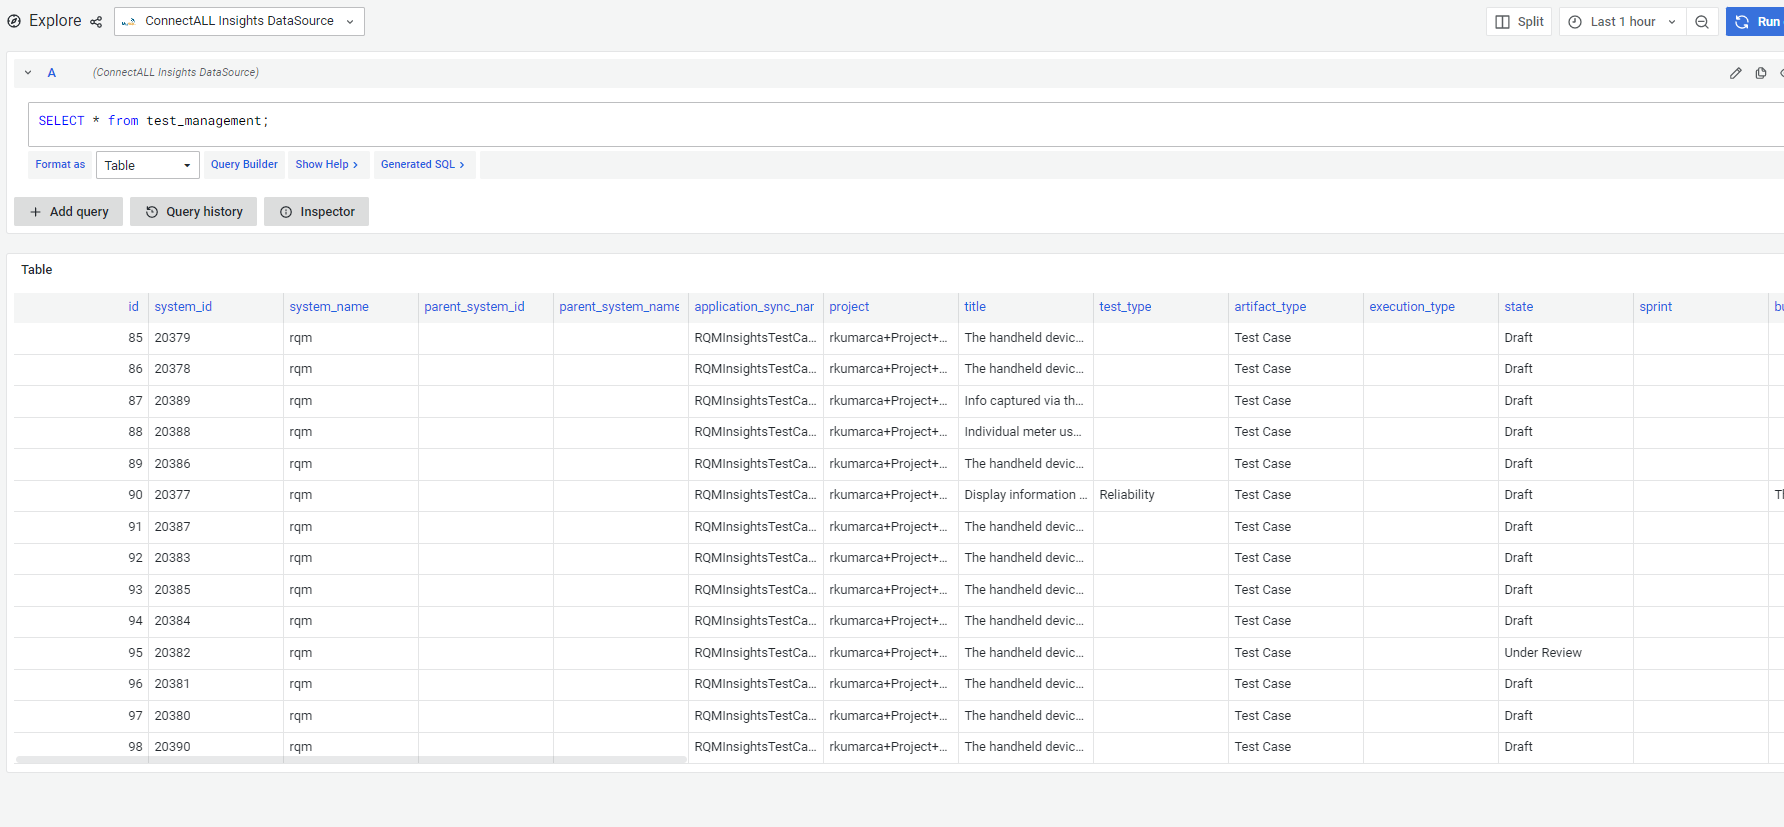 Explore ConnectALL Insights DataSource Split Last 1 hour Run
A (ConnectALL Insights DataSource)
SELECT * from test_management;
Format as Table Query Builder Show Help > Generated SQL >
+ Add query Query history Inspector
Table
id system_id system_name parent_system_id parent_system_name application_sync_nar project title test_type artifact_type execution_type state sprint bu
85 20379 rqm RQMInsightsTestCa... rkumarca+Project+... The handheld devic... Test Case Draft
86 20378 rqm RQMInsightsTestCa... rkumarca+Project+... The handheld devic... Test Case Draft
87 20389 rqm RQMInsightsTestCa... rkumarca+Project+... Info captured via th... Test Case Draft
88 20388 rqm RQMInsightsTestCa... rkumarca+Project+... Individual meter us... Test Case Draft
89 20386 rqm RQMInsightsTestCa... rkumarca+Project+... The handheld devic... Test Case Draft
90 20377 rqm RQMInsightsTestCa... rkumarca+Project+... Display information ... Reliability Test Case Draft Th
91 20387 rqm RQMInsightsTestCa... rkumarca+Project+... The handheld devic... Test Case Draft
92 20383 rqm RQMInsightsTestCa... rkumarca+Project+... The handheld devic... Test Case Draft
93 20385 rqm RQMInsightsTestCa... rkumarca+Project+... The handheld devic... Test Case Draft
94 20384 rqm RQMInsightsTestCa... rkumarca+Project+... The handheld devic... Test Case Draft
95 20382 rqm RQMInsightsTestCa... rkumarca+Project+... The handheld devic... Test Case Under Review
96 20381 rqm RQMInsightsTestCa... rkumarca+Project+... The handheld devic... Test Case Draft
97 20380 rqm RQMInsightsTestCa... rkumarca+Project+... The handheld devic... Test Case Draft
98 20390 rqm RQMInsightsTestCa... rkumarca+Project+... The handheld devic... Test Case Draft